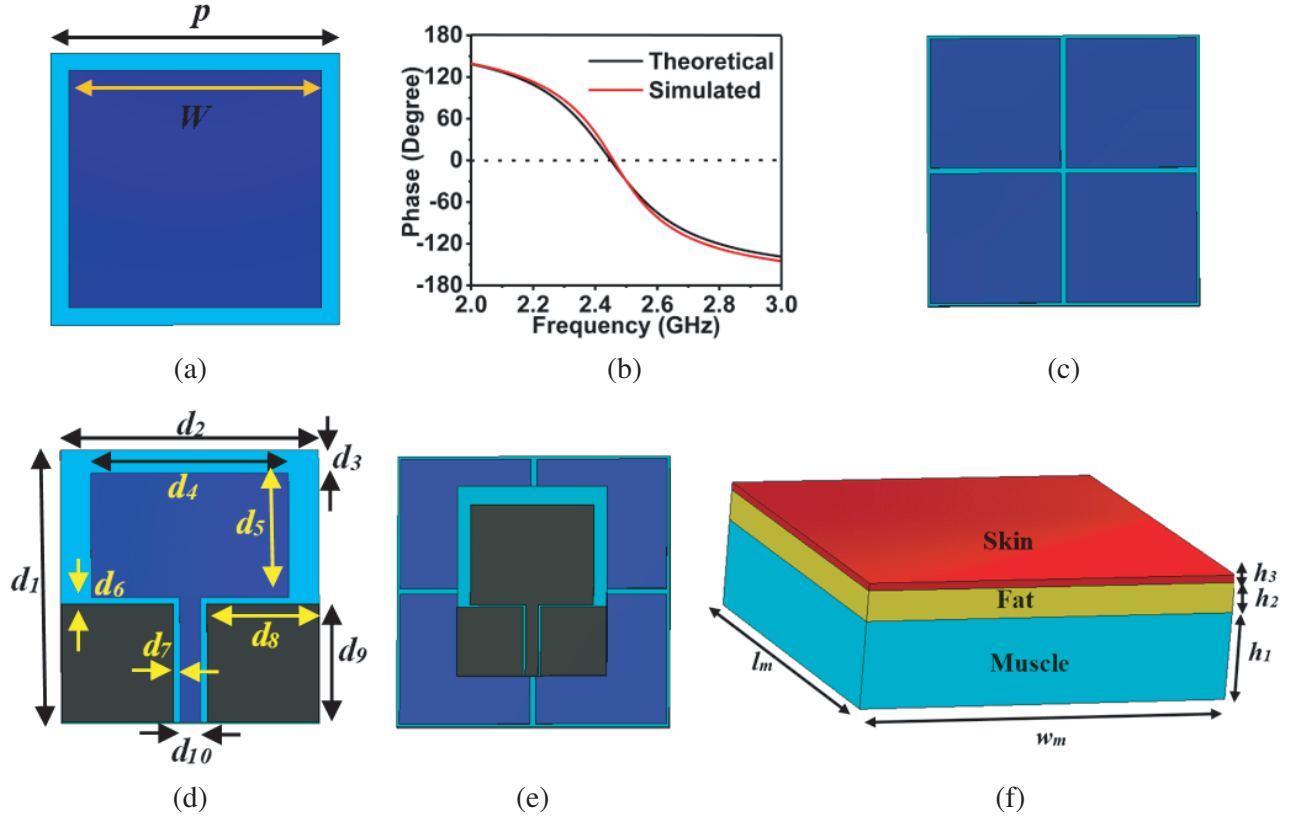 p
W
(a)
180
120
60
0
-60
-120
-180
Phase (Degree)
Theoretical
Simulated
2.0 2.2 2.4 2.6 2.8 3.0
Frequency (GHz)
(b)
(c)
d2
d3
d4
d5
d1
d6
d7
d8
d9
d10
(d)
(e)
Skin
Fat
Muscle
h3
h2
h1
lm
wm
(f)